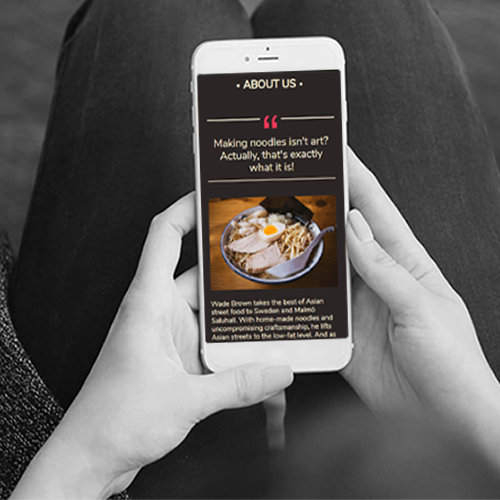 • ABOUT US •
“
Making noodles isn't art?
Actually, that's exactly
what it is!
Wade Brown takes the best of Asian
street food to Sweden and Malmö
Saluhall. With home-made noodles and
uncompromising craftsmanship, he lifts
Asian streets to the low-fat level. And as